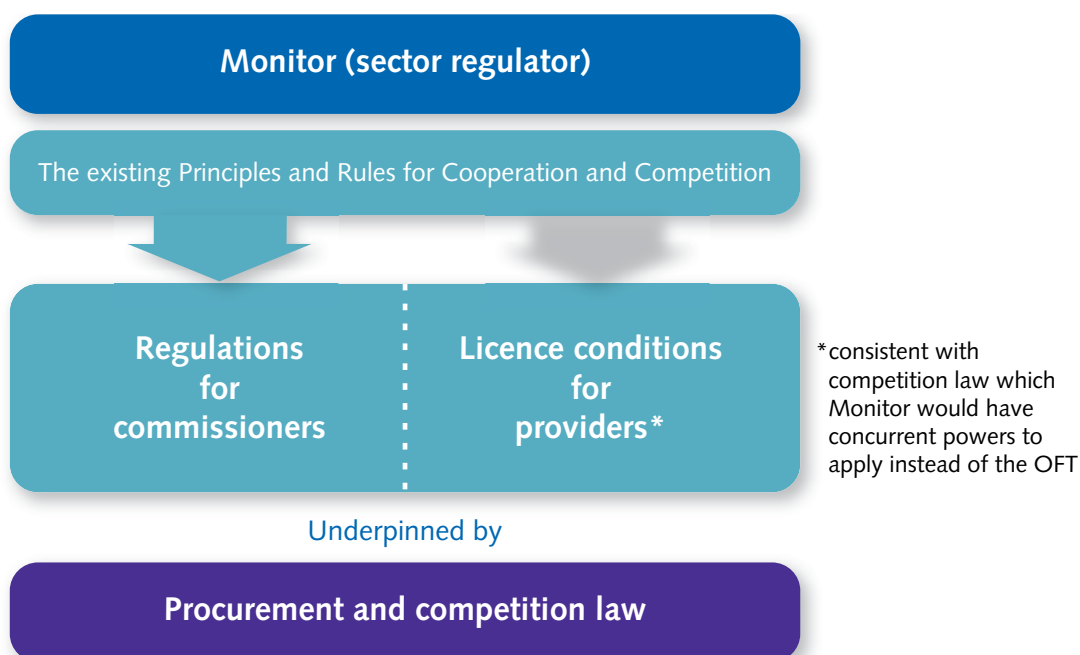 Monitor (sector regulator)
The existing Principles and Rules for Cooperation and Competition
Regulations
for
commissioners
Licence conditions
for
providers*
*consistent with
competition law which
Monitor would have
concurrent powers to
apply instead of the OFT
Underpinned by
Procurement and competition law